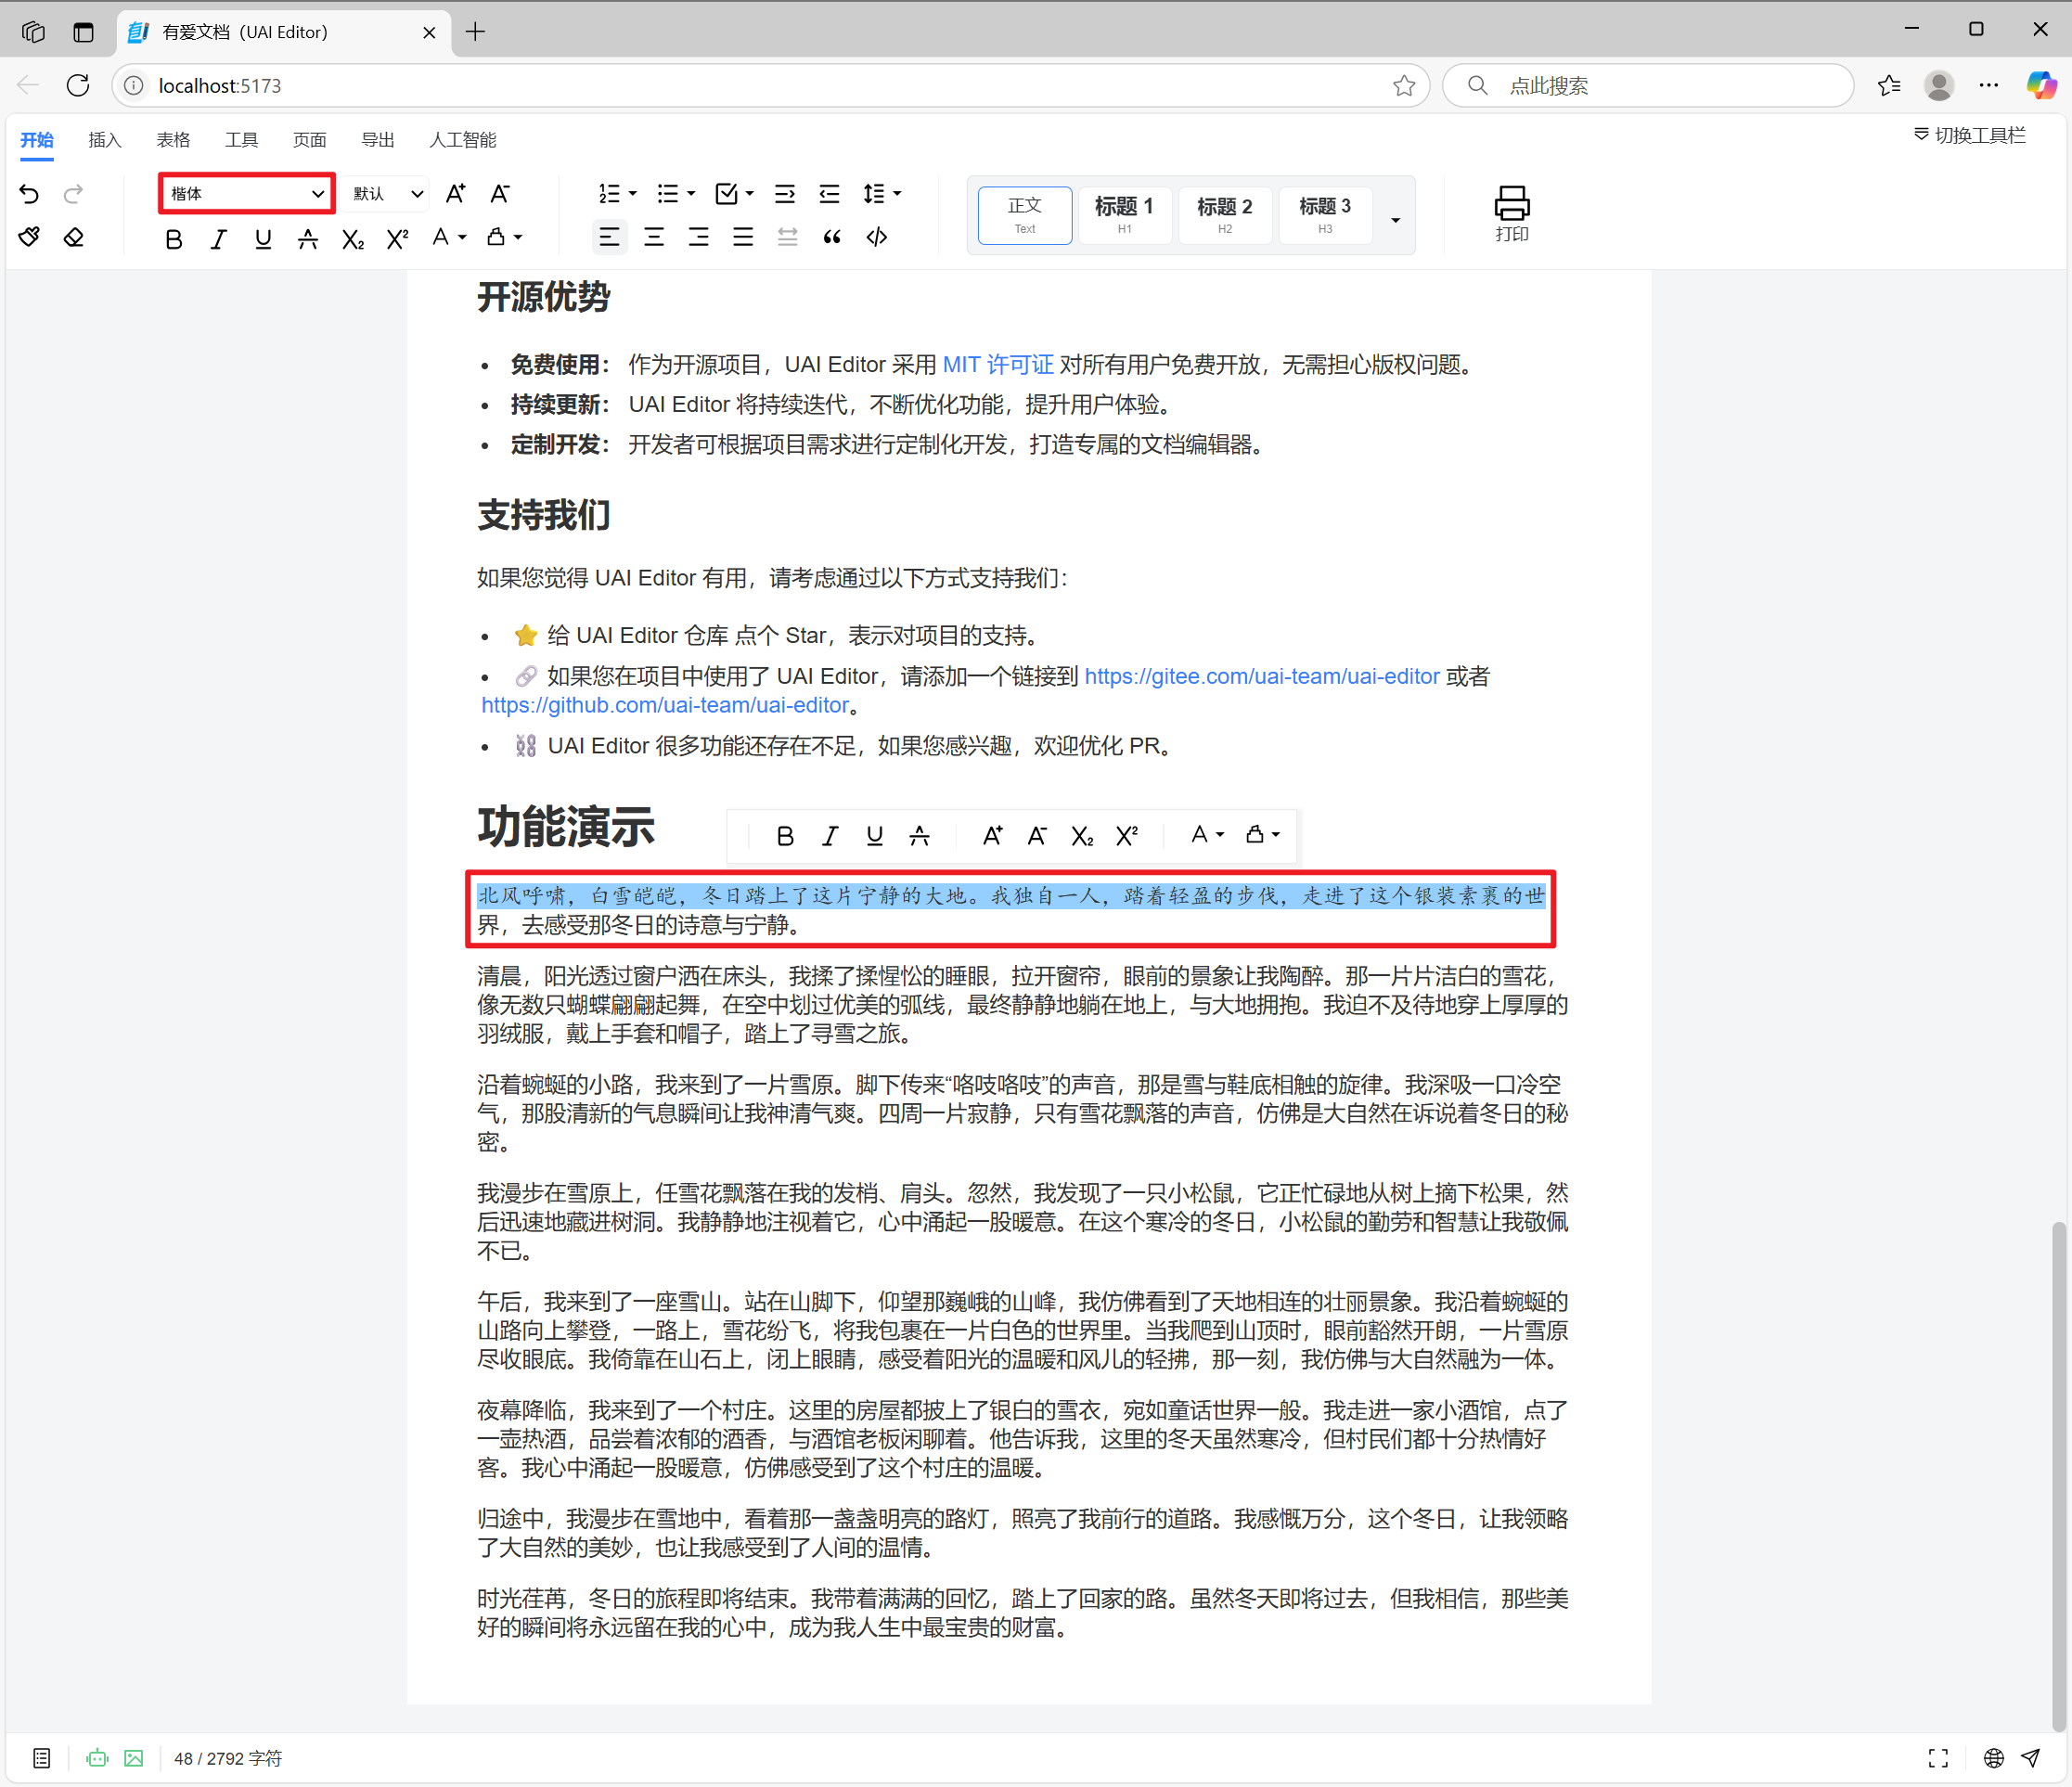 有爱文档（UAI Editor）
localhost:5173
点此搜索
开始 插入 表格 工具 页面 导出 人工智能
切换工具栏
楷体 默认
正文 Text
标题 1 H1
标题 2 H2
标题 3 H3
打印
开源优势
• 免费使用： 作为开源项目，UAI Editor 采用 MIT 许可证 对所有用户免费开放，无需担心版权问题。
• 持续更新： UAI Editor 将持续迭代，不断优化功能，提升用户体验。
• 定制开发： 开发者可根据项目需求进行定制化开发，打造专属的文档编辑器。
支持我们
如果您觉得 UAI Editor 有用，请考虑通过以下方式支持我们：
• ⭐ 给 UAI Editor 仓库 点个 Star，表示对项目的支持。
• 🔗 如果您在项目中使用了 UAI Editor，请添加一个链接到 https://gitee.com/uai-team/uai-editor 或者
https://github.com/uai-team/uai-editor。
• ⛓ UAI Editor 很多功能还存在不足，如果您感兴趣，欢迎优化 PR。
功能演示
北风呼啸，白雪皑皑，冬日踏上了这片宁静的大地。我独自一人，踏着轻盈的步伐，走进了这个银装素裹的世
界，去感受那冬日的诗意与宁静。
清晨，阳光透过窗户洒在床头，我揉了揉惺忪的睡眼，拉开窗帘，眼前的景象让我陶醉。那一片片洁白的雪花，
像无数只蝴蝶翩翩起舞，在空中划过优美的弧线，最终静静地躺在地上，与大地拥抱。我迫不及待地穿上厚厚的
羽绒服，戴上手套和帽子，踏上了寻雪之旅。
沿着蜿蜒的小路，我来到了一片雪原。脚下传来“咯吱咯吱”的声音，那是雪与鞋底相触的旋律。我深吸一口冷空
气，那股清新的气息瞬间让我神清气爽。四周一片寂静，只有雪花飘落的声音，仿佛是大自然在诉说着冬日的秘
密。
我漫步在雪原上，任雪花飘落在我的发梢、肩头。忽然，我发现了一只小松鼠，它正忙碌地从树上摘下松果，然
后迅速地藏进树洞。我静静地注视着它，心中涌起一股暖意。在这个寒冷的冬日，小松鼠的勤劳和智慧让我敬佩
不已。
午后，我来到了一座雪山。站在山脚下，仰望那巍峨的山峰，我仿佛看到了天地相连的壮丽景象。我沿着蜿蜒的
山路向上攀登，一路上，雪花纷飞，将我包裹在一片白色的世界里。当我爬到山顶时，眼前豁然开朗，一片雪原
尽收眼底。我倚靠在山石上，闭上眼睛，感受着阳光的温暖和风儿的轻拂，那一刻，我仿佛与大自然融为一体。
夜幕降临，我来到了一个村庄。这里的房屋都披上了银白的雪衣，宛如童话世界一般。我走进一家小酒馆，点了
一壶热酒，品尝着浓郁的酒香，与酒馆老板闲聊着。他告诉我，这里的冬天虽然寒冷，但村民们都十分热情好
客。我心中涌起一股暖意，仿佛感受到了这个村庄的温暖。
归途中，我漫步在雪地中，看着那一盏盏明亮的路灯，照亮了我前行的道路。我感慨万分，这个冬日，让我领略
了大自然的美妙，也让我感受到了人间的温情。
时光荏苒，冬日的旅程即将结束。我带着满满的回忆，踏上了回家的路。虽然冬天即将过去，但我相信，那些美
好的瞬间将永远留在我的心中，成为我人生中最宝贵的财富。
48 / 2792 字符